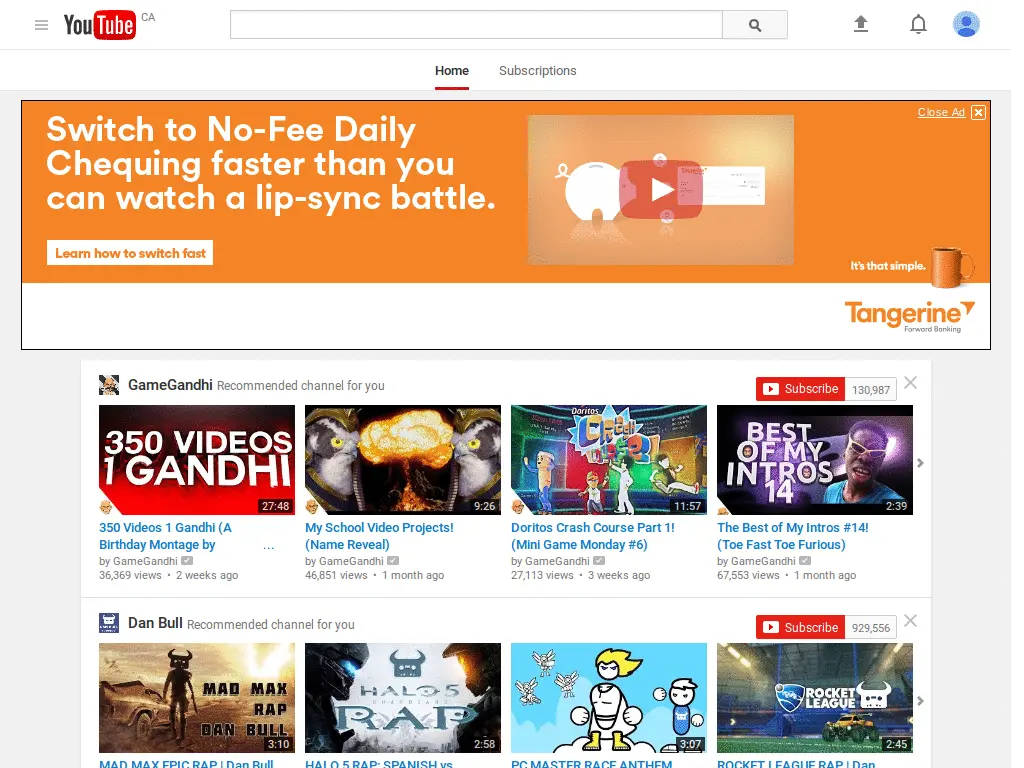 YouTube CA
Home Subscriptions
Close Ad
Switch to No-Fee Daily
Chequing faster than you
can watch a lip-sync battle.
Learn how to switch fast
It's that simple.
Tangerine
Forward Banking
GameGandhi Recommended channel for you
Subscribe 130,987
350 VIDEOS
1 GANDHI
27:48
9:26
Doritos
CRASH
COURSE
11:57
BEST
OF MY
INTROS
14
2:39
350 Videos 1 Gandhi (A
Birthday Montage by ...
by GameGandhi
36,369 views • 2 weeks ago
My School Video Projects!
(Name Reveal)
by GameGandhi
46,851 views • 1 month ago
Doritos Crash Course Part 1!
(Mini Game Monday #6)
by GameGandhi
27,113 views • 3 weeks ago
The Best of My Intros #14!
(Toe Fast Toe Furious)
by GameGandhi
67,553 views • 1 month ago
Dan Bull Recommended channel for you
Subscribe 929,556
MAD MAX
RAP
DAN BULL
3:10
HALO 5
GUARDIANS
RAP
2:58
3:07
ROCKET
LEAGUE
2:45
MAD MAX EPIC RAP | Dan Bull
HALO 5 RAP: SPANISH vs
PC MASTER RACE ANTHEM
ROCKET LEAGUE RAP | Dan